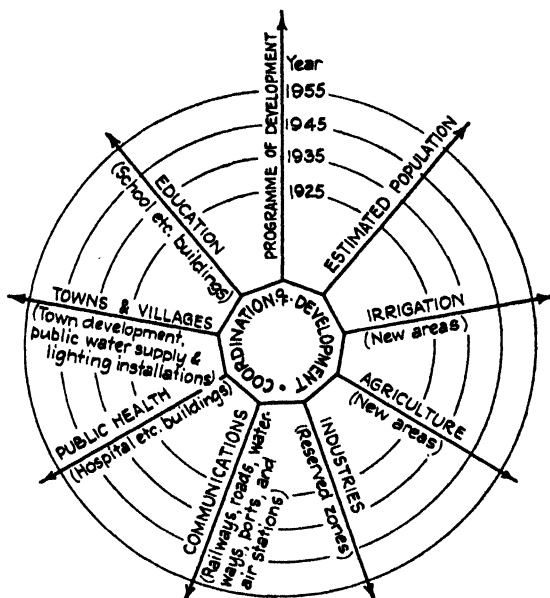 PROGRAMME OF DEVELOPMENT
Year
1955
1945
1935
1925
ESTIMATED POPULATION
IRRIGATION
(New areas)
AGRICULTURE
(New areas)
INDUSTRIES
(Reserved zones)
COMMUNICATIONS
(Railways, roads, water-
ways, ports, and
air stations)
PUBLIC HEALTH
(Hospital etc. buildings)
TOWNS & VILLAGES
(Town development,
public water supply &
lighting installations)
EDUCATION
(School etc. buildings)
COORDINATION of DEVELOPMENT •